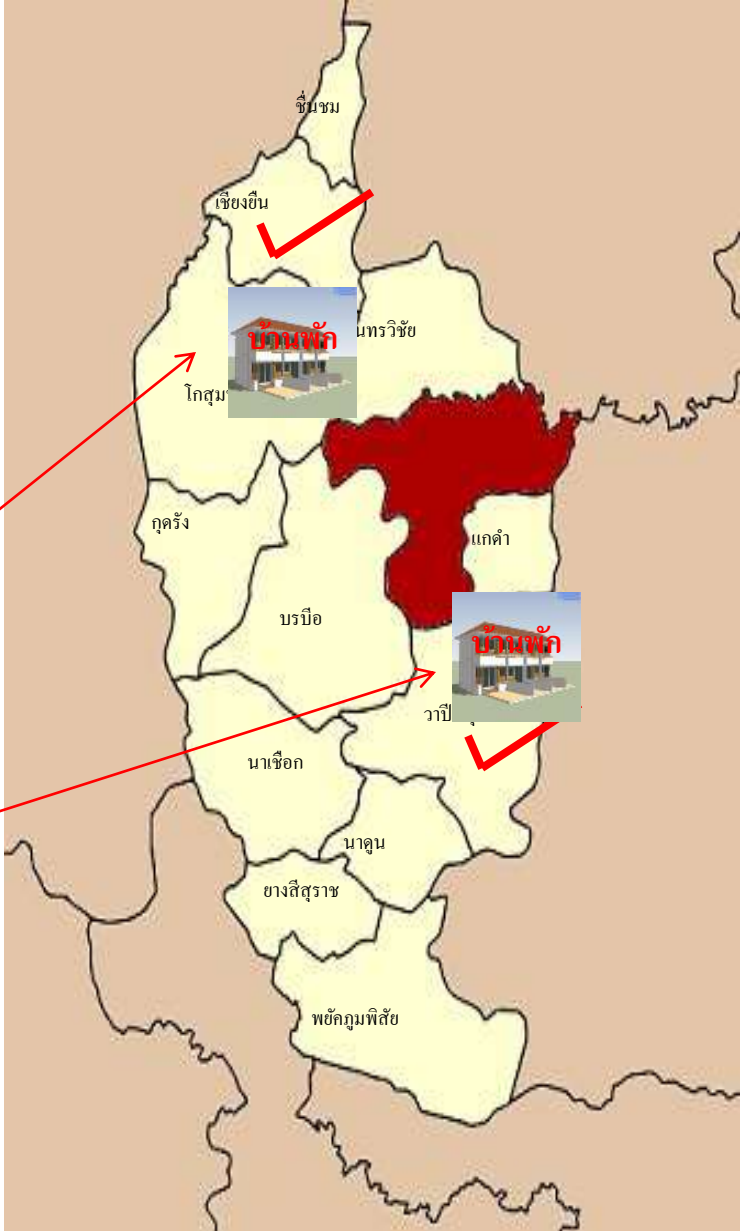 ชื่นชม
เชียงยืน
บ้านพัก
นทรวิชัย
โกสุม
กุดรัง
แกดำ
บรบือ
บ้านพัก
วาปี
นาเชือก
นาดูน
ยางสีสุราช
พยัคภูมพิสัย